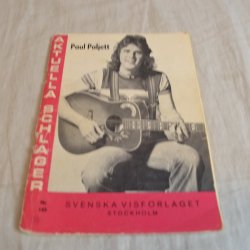 AKTUELLA SCHLAGER
Paul Paljett
SVENSKA VISFÖRLAGET
STOCKHOLM